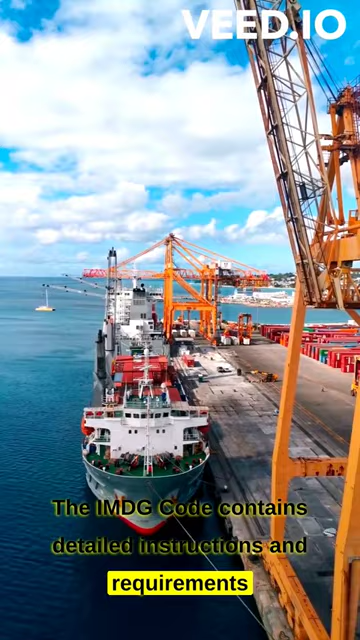 VEED.IO
The IMDG Code contains
detailed instructions and
requirements